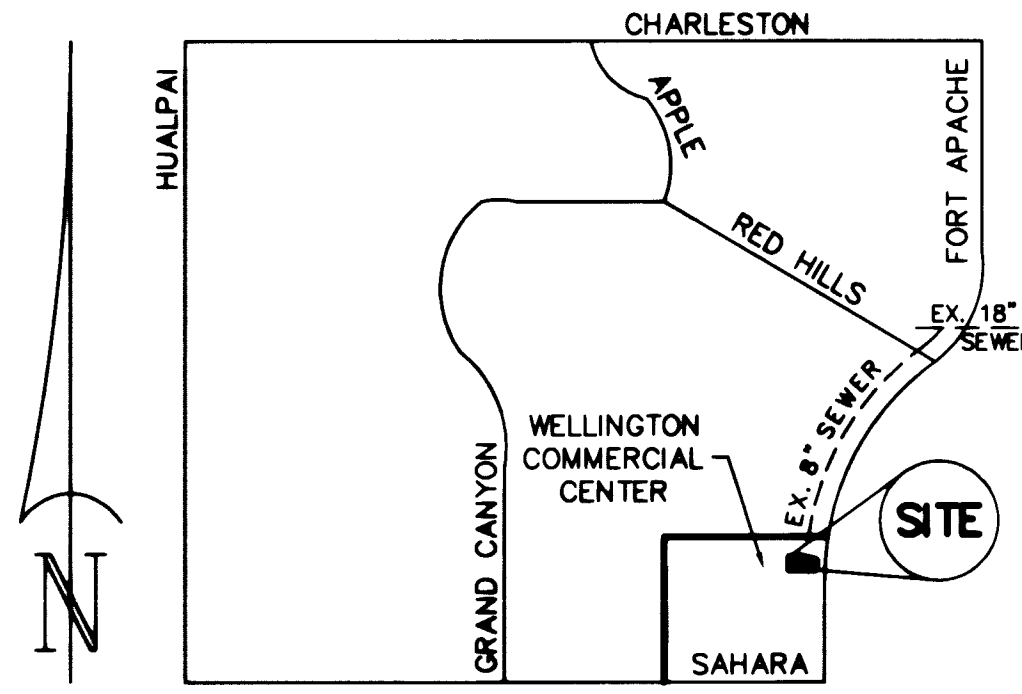 CHARLESTON
HUALPAI
APPLE
FORT APACHE
RED HILLS
EX. 18"
SEWER
EX. 8" SEWER
WELLINGTON
COMMERCIAL
CENTER
GRAND CANYON
SITE
SAHARA
N